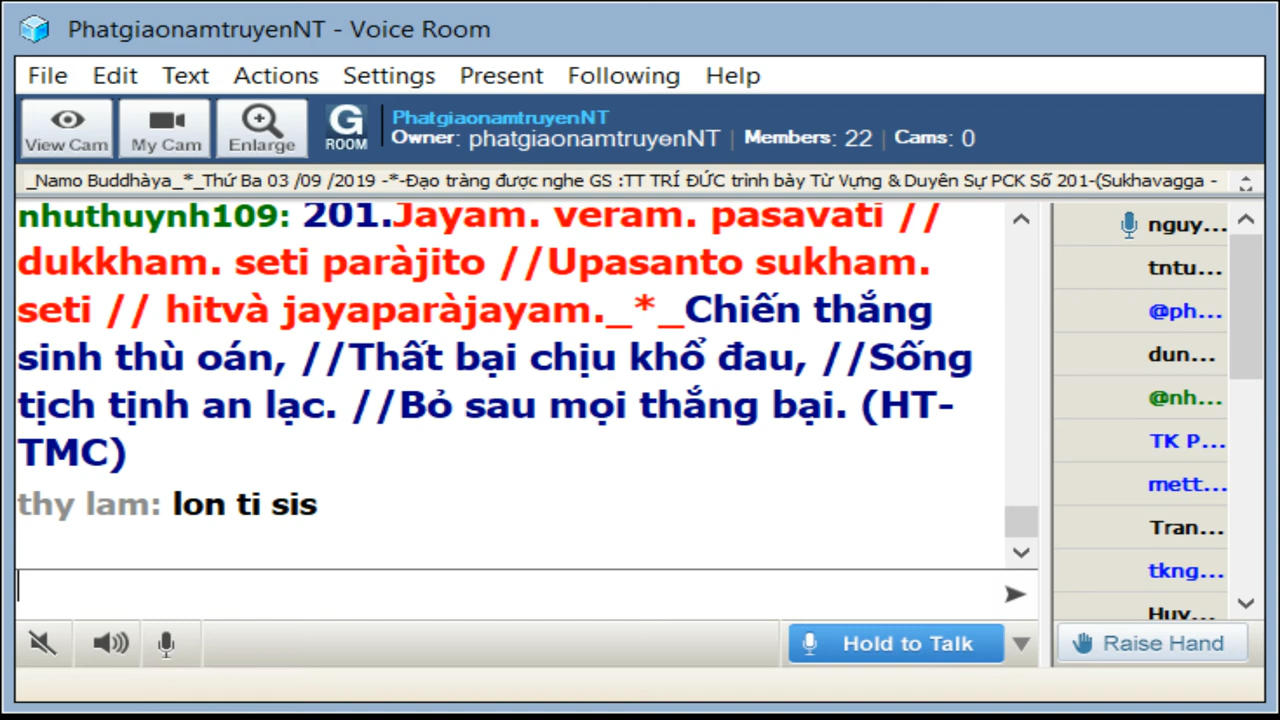 PhatgiaonamtruyenNT - Voice Room
File Edit Text Actions Settings Present Following Help
View Cam My Cam Enlarge G ROOM
PhatgiaonamtruyenNT
Owner: phatgiaonamtruyenNT | Members: 22 | Cams: 0
_Namo Buddhàya_*_Thứ Ba 03 /09 /2019 -*-Đạo tràng được nghe GS :TT TRÍ ĐỨC trình bày Từ Vựng & Duyên Sự PCK Số 201-(Sukhavagga -
nhuthuynh109: 201.Jayam. veram. pasavati //
dukkham. seti paràjito //Upasanto sukham.
seti // hitvà jayaparàjayam._*_Chiến thắng
sinh thù oán, //Thất bại chịu khổ đau, //Sống
tịch tịnh an lạc. //Bỏ sau mọi thắng bại. (HT-
TMC)
thy lam: lon ti sis
nguy...
tntu...
@ph...
dun...
@nh...
TK P...
mett...
Tran...
tkng...
Huy...
Hold to Talk
Raise Hand